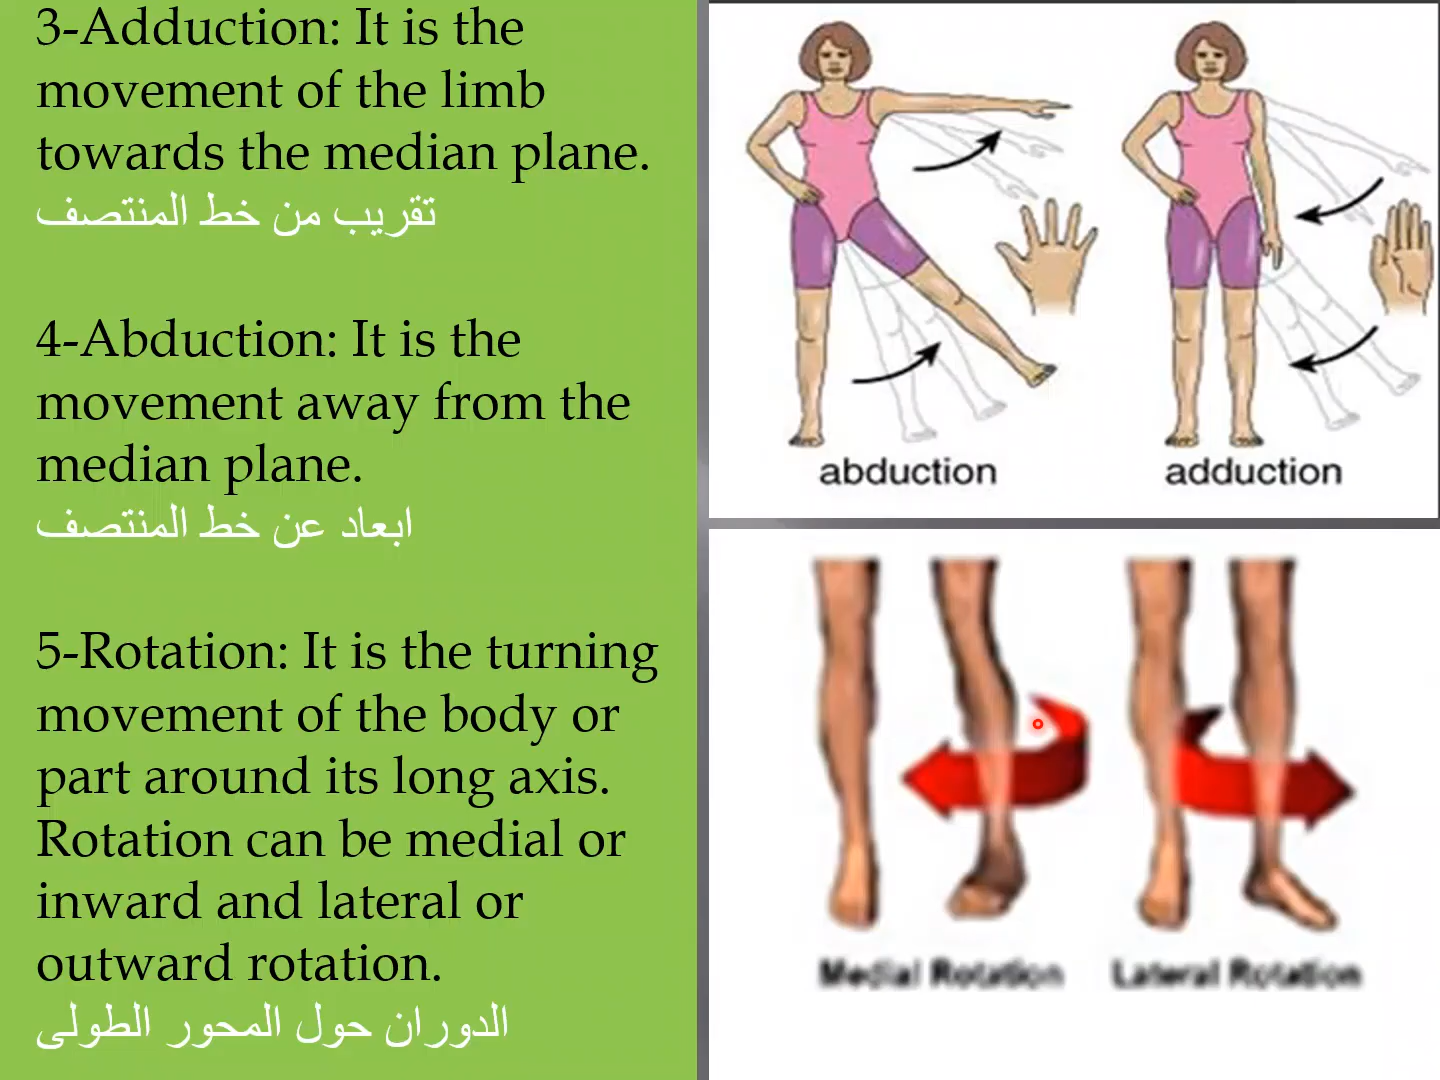 3-Adduction: It is the
movement of the limb
towards the median plane.
تقريب من خط المنتصف
4-Abduction: It is the
movement away from the
median plane.
ابعاد عن خط المنتصف
5-Rotation: It is the turning
movement of the body or
part around its long axis.
Rotation can be medial or
inward and lateral or
outward rotation.
الدوران حول المحور الطولى
abduction
adduction
Medial Rotation
Lateral Rotation